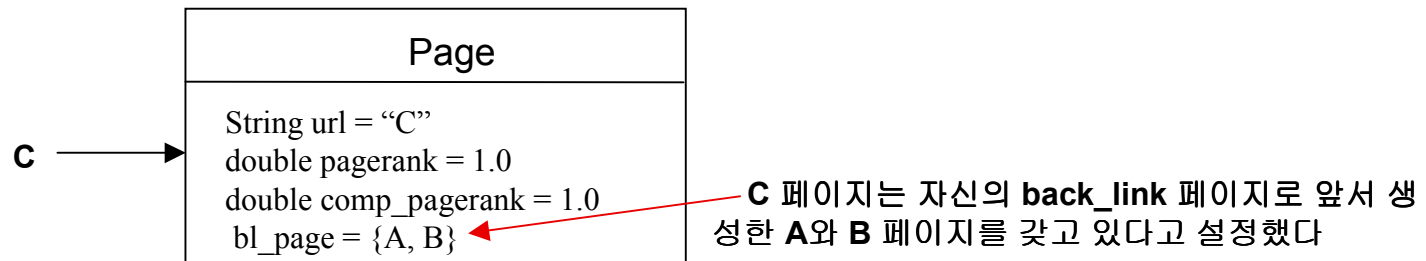 Page
String url = “C”
C
double pagerank = 1.0
double comp_pagerank = 1.0
bl_page = {A, B}
C 페이지는 자신의 back_link 페이지로 앞서 생
성한 A와 B 페이지를 갖고 있다고 설정했다